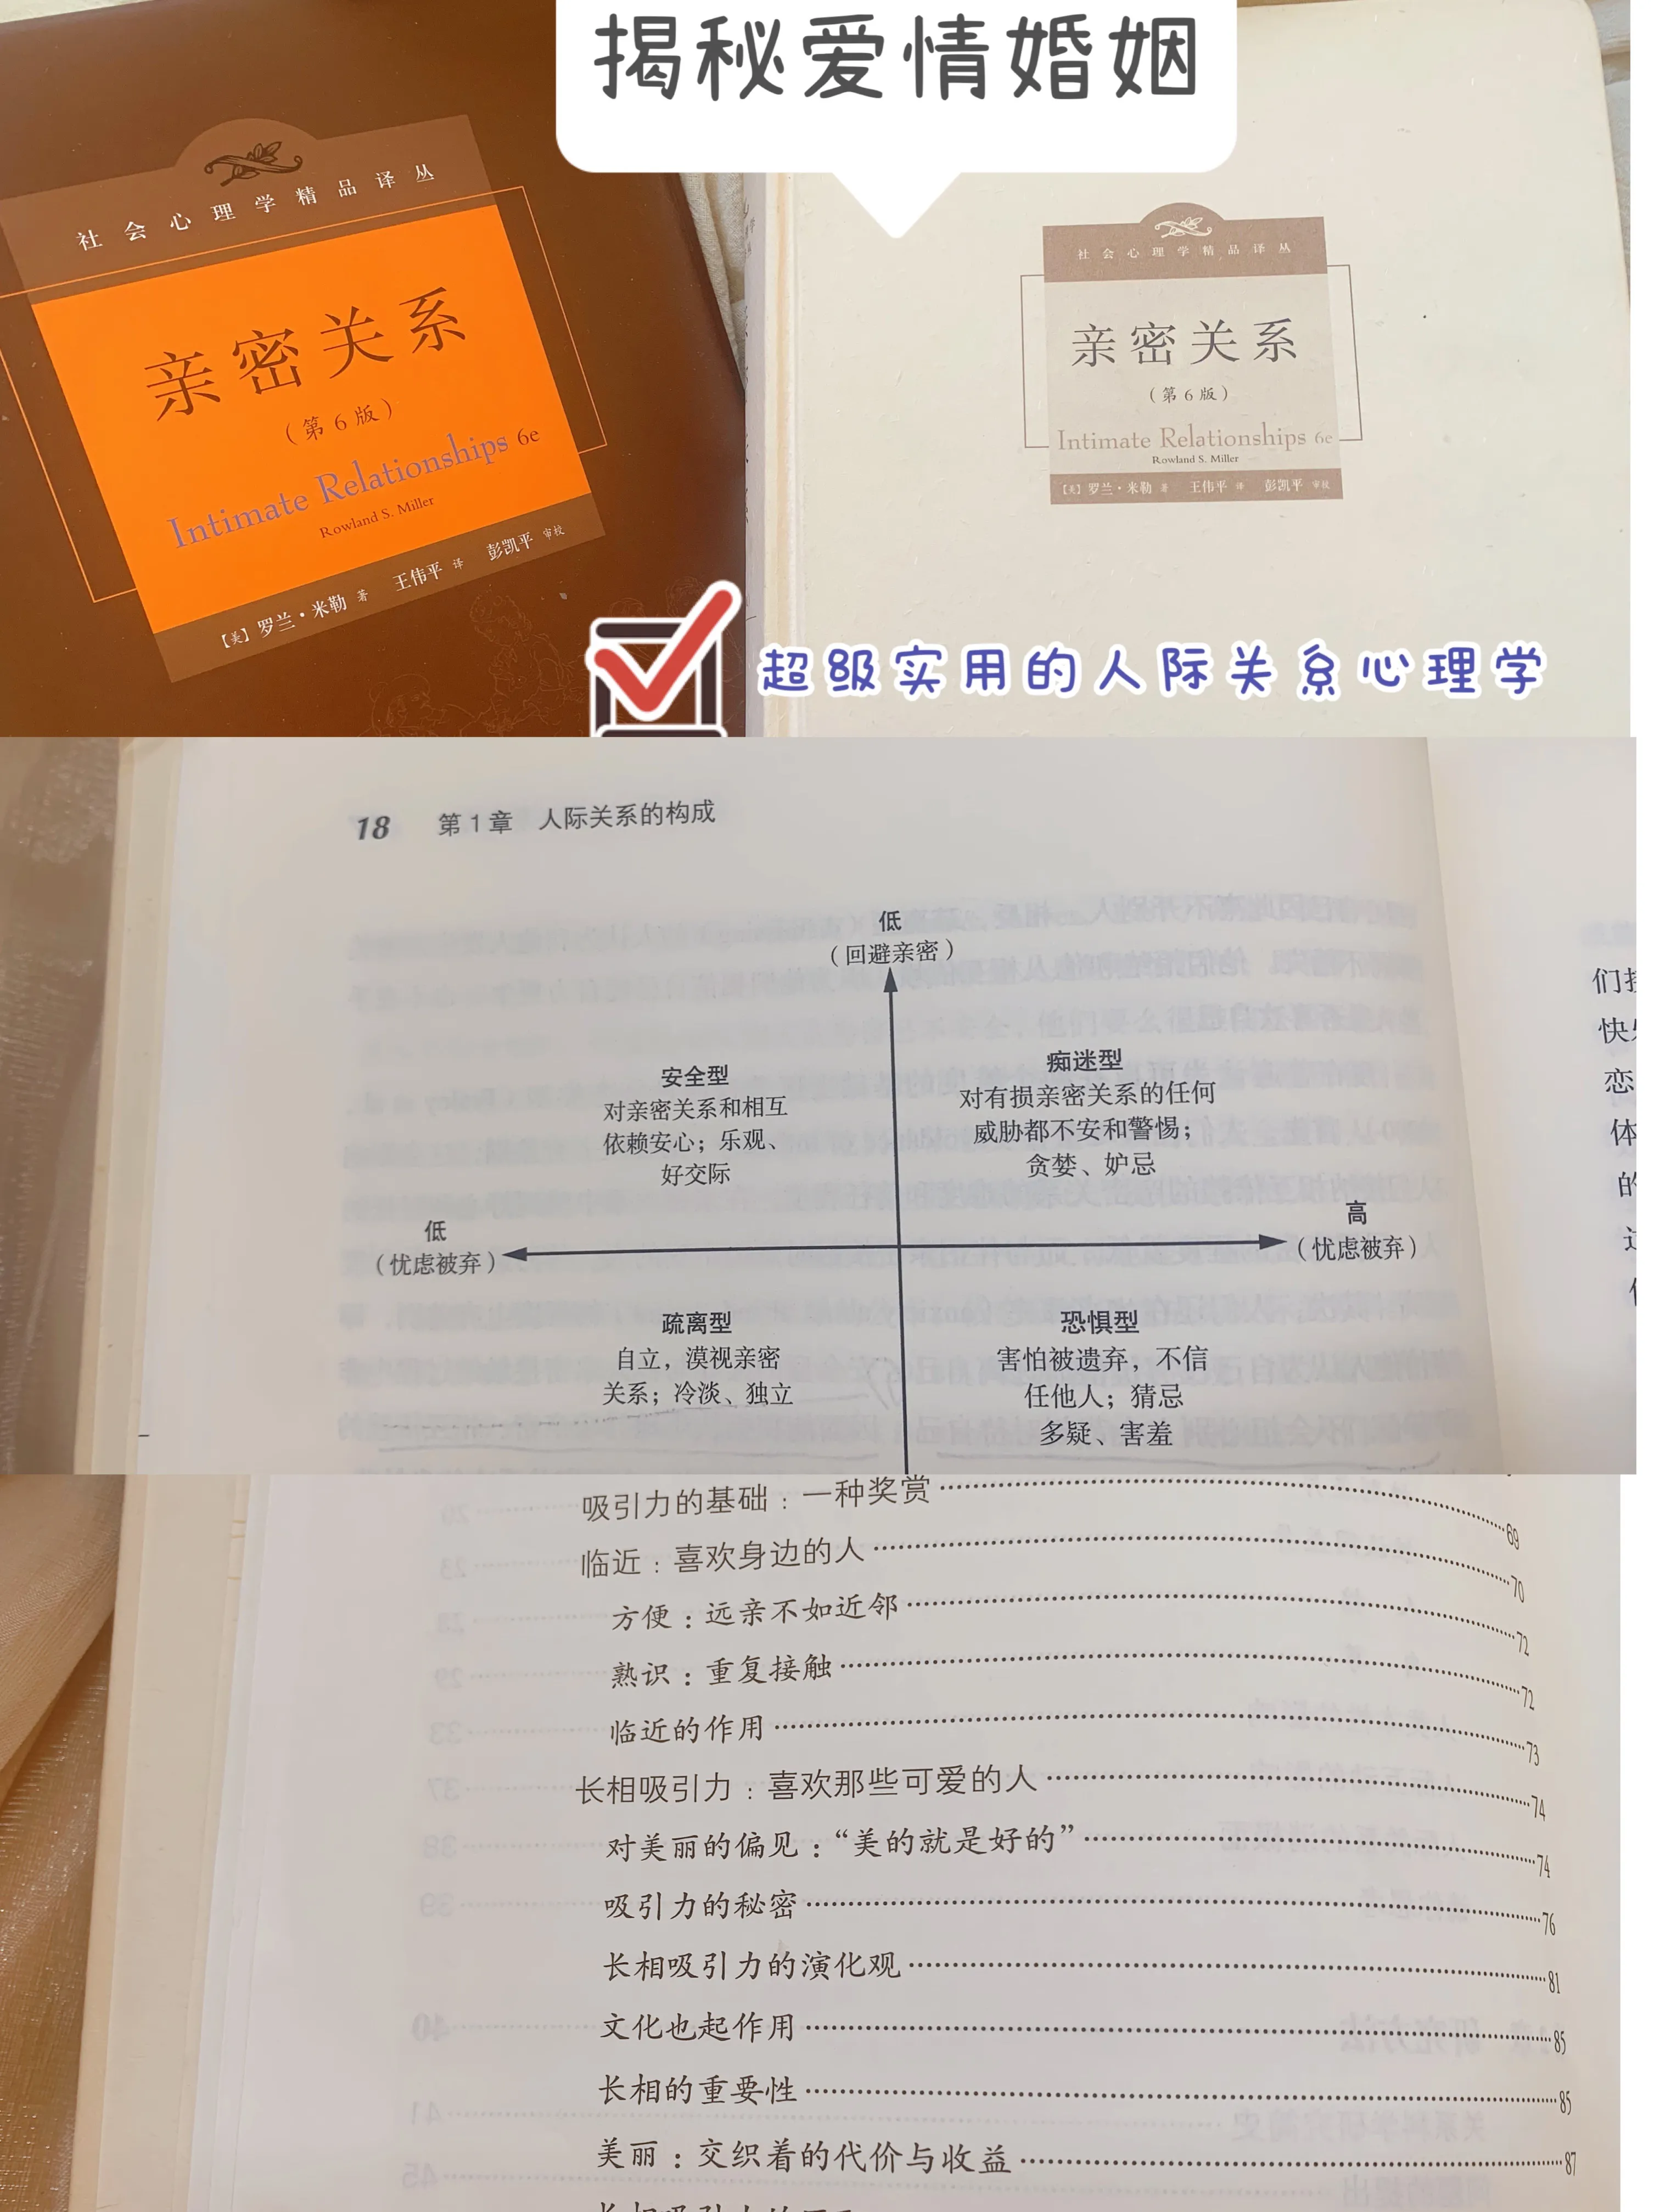 揭秘爱情婚姻
社会心理学精品译丛
亲密关系
（第6版）
Intimate Relationships 6e
Rowland S. Miller
【美】罗兰·米勒 著 王伟平 译 彭凯平 审校
社会心理学精品译丛
亲密关系
（第6版）
Intimate Relationships 6e
Rowland S. Miller
【美】罗兰·米勒 著 王伟平 译 彭凯平 审校
超级实用的人际关系心理学
18 第1章 人际关系的构成
低
（回避亲密）
安全型
对亲密关系和相互
依赖安心；乐观、
好交际
痴迷型
对有损亲密关系的任何
威胁都不安和警惕；
贪婪、妒忌
低
（忧虑被弃）
高
（忧虑被弃）
疏离型
自立，漠视亲密
关系；冷淡、独立
恐惧型
害怕被遗弃，不信
任他人；猜忌
多疑、害羞
们
快
恋
体
的
吸引力的基础：一种奖赏 69
临近：喜欢身边的人 70
方便：远亲不如近邻 72
熟识：重复接触 72
临近的作用 73
长相吸引力：喜欢那些可爱的人 74
对美丽的偏见：“美的就是好的” 74
吸引力的秘密 76
长相吸引力的演化观 81
文化也起作用 85
长相的重要性 85
美丽：交织着的代价与收益 87